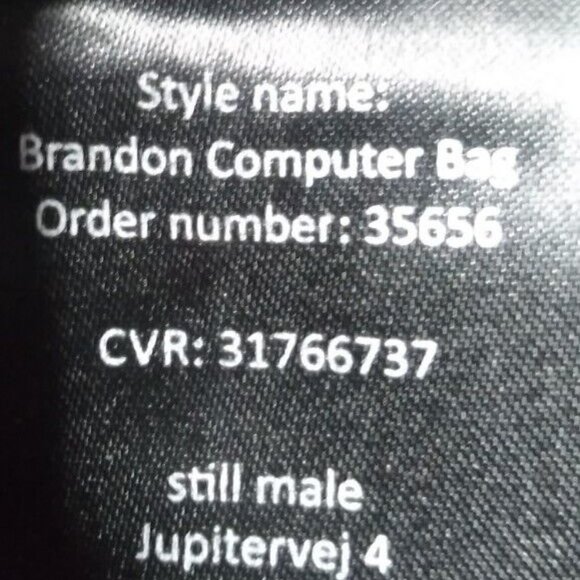 Style name:
Brandon Computer Bag
Order number: 35656
CVR: 31766737
still male
Jupitervej 4